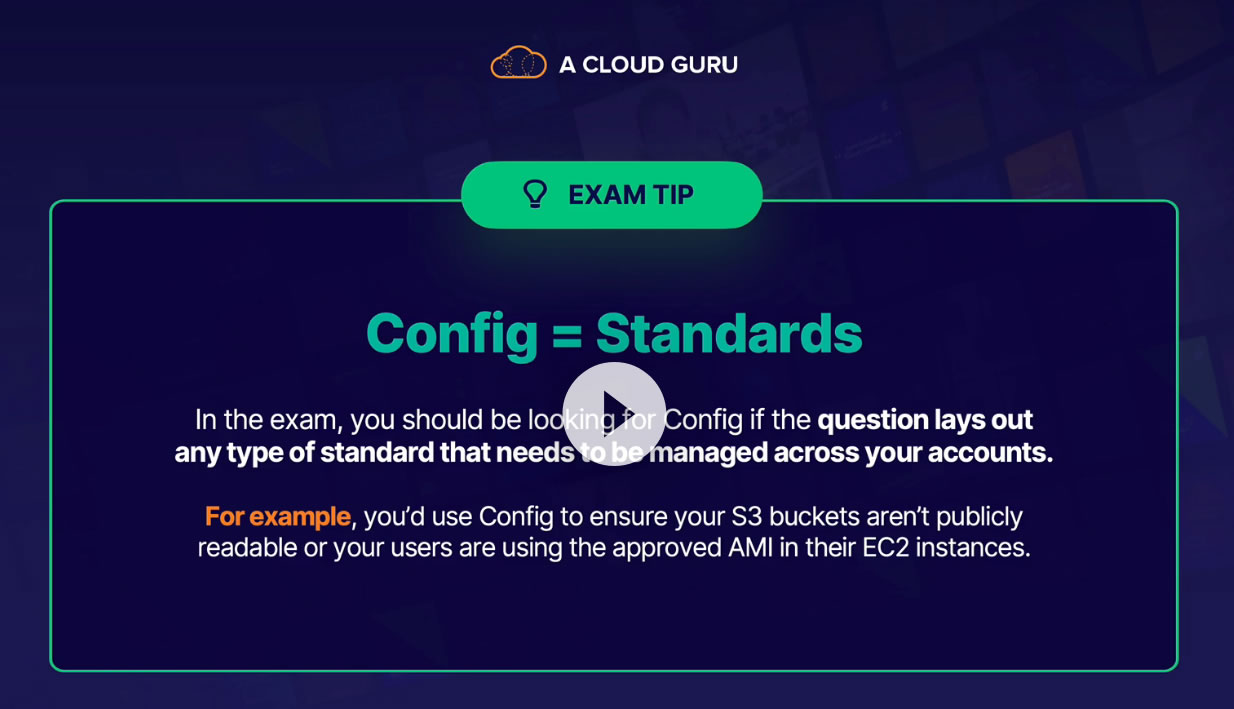 A CLOUD GURU
EXAM TIP
Config = Standards
In the exam, you should be looking for Config if the question lays out
any type of standard that needs to be managed across your accounts.
For example, you’d use Config to ensure your S3 buckets aren’t publicly
readable or your users are using the approved AMI in their EC2 instances.